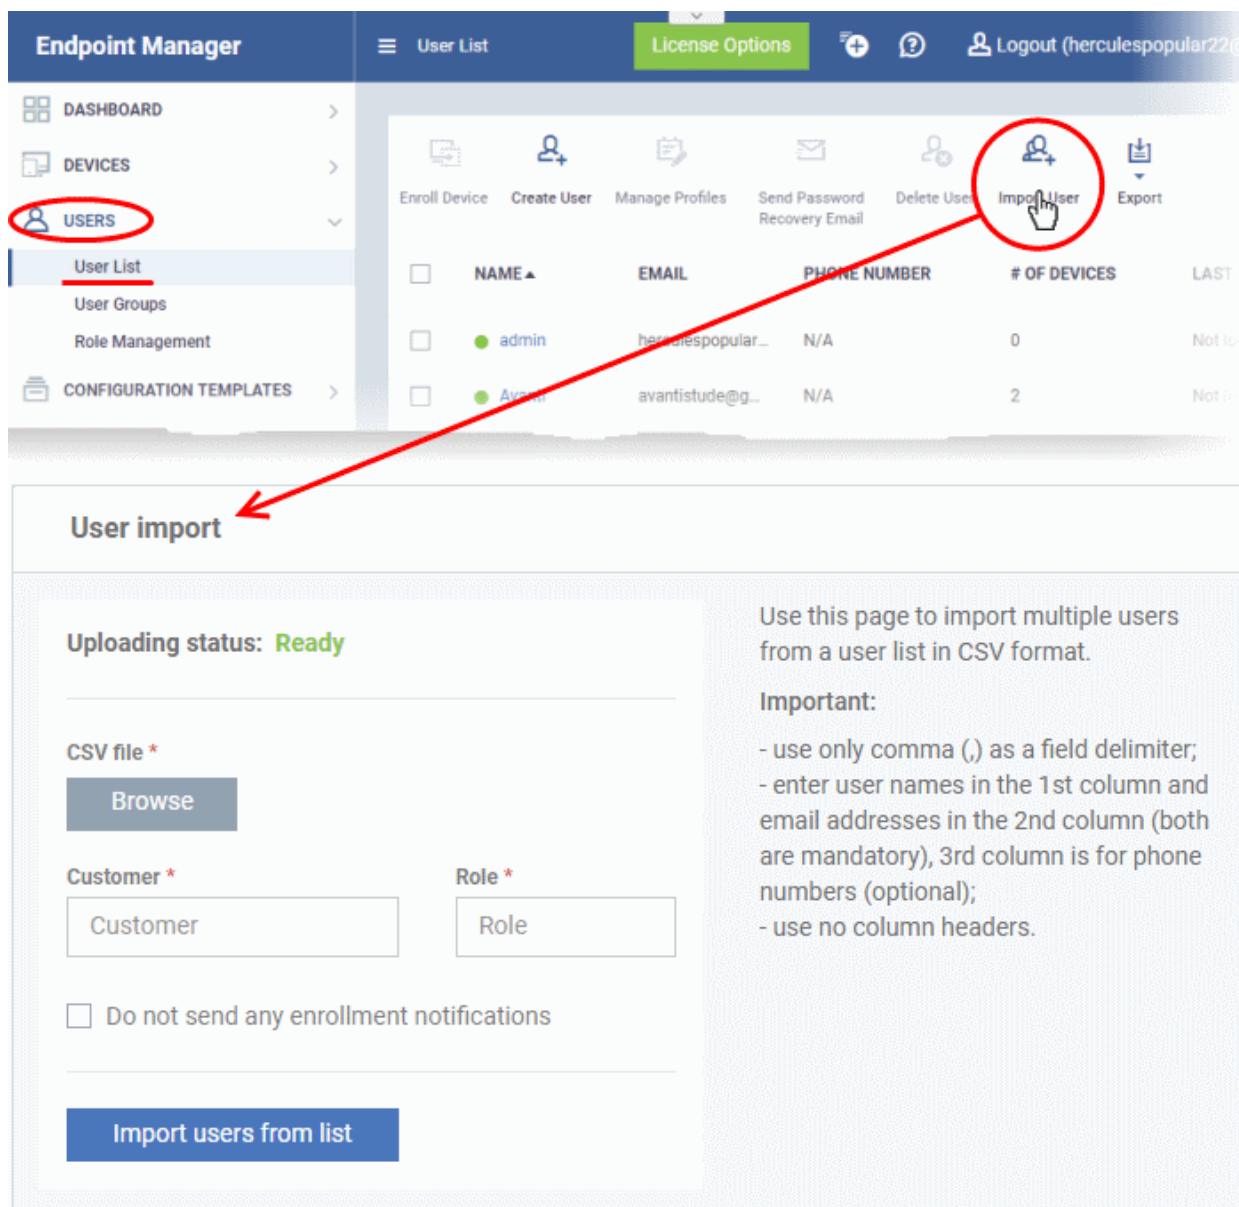 Endpoint Manager
User List
License Options
Logout (herculespopular22@
DASHBOARD
DEVICES
USERS
User List
User Groups
Role Management
CONFIGURATION TEMPLATES
Enroll Device
Create User
Manage Profiles
Send Password
Recovery Email
Delete User
Import User
Export
NAME
EMAIL
PHONE NUMBER
# OF DEVICES
LAST
admin
herculespopular...
N/A
0
Not lo
Avanti
avantistude@g...
N/A
2
Not
User import
Uploading status: Ready
CSV file *
Browse
Customer *
Role *
Customer
Role
Do not send any enrollment notifications
Import users from list
Use this page to import multiple users
from a user list in CSV format.
Important:
- use only comma (,) as a field delimiter;
- enter user names in the 1st column and
email addresses in the 2nd column (both
are mandatory), 3rd column is for phone
numbers (optional);
- use no column headers.